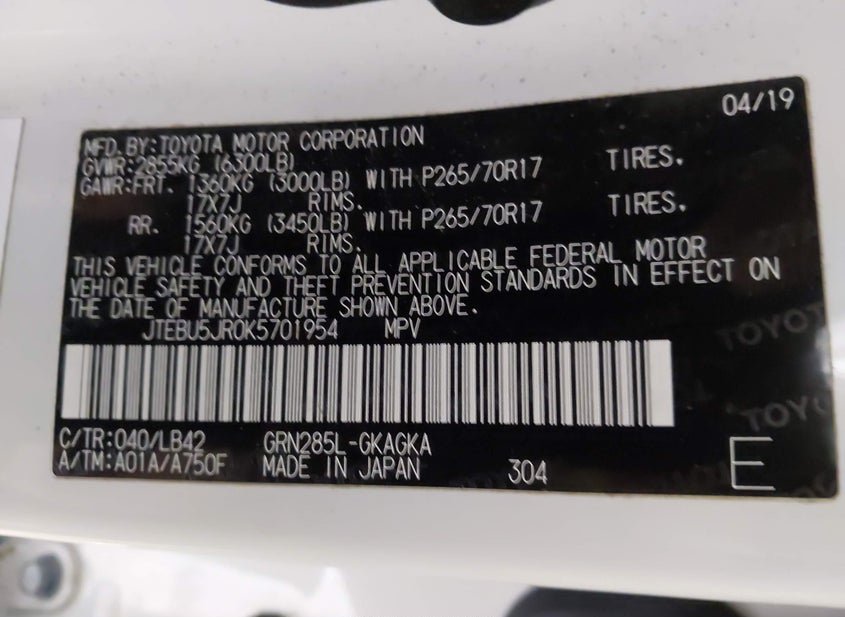 04/19
MFD.BY:TOYOTA MOTOR CORPORATION
GVWR:2855KG (6300LB)
GAWR:FRT. 1360KG (3000LB) WITH P265/70R17 TIRES.
17X7J RIMS.
RR. 1560KG (3450LB) WITH P265/70R17 TIRES.
17X7J RIMS.
THIS VEHICLE CONFORMS TO ALL APPLICABLE FEDERAL MOTOR
VEHICLE SAFETY AND THEFT PREVENTION STANDARDS IN EFFECT ON
THE DATE OF MANUFACTURE SHOWN ABOVE.
JTEBU5JR0K5701954 MPV
C/TR:040/LB42 GRN285L-GKAGKA
A/TM:A01A/A750F MADE IN JAPAN 304 E
TOYOT
TOYO